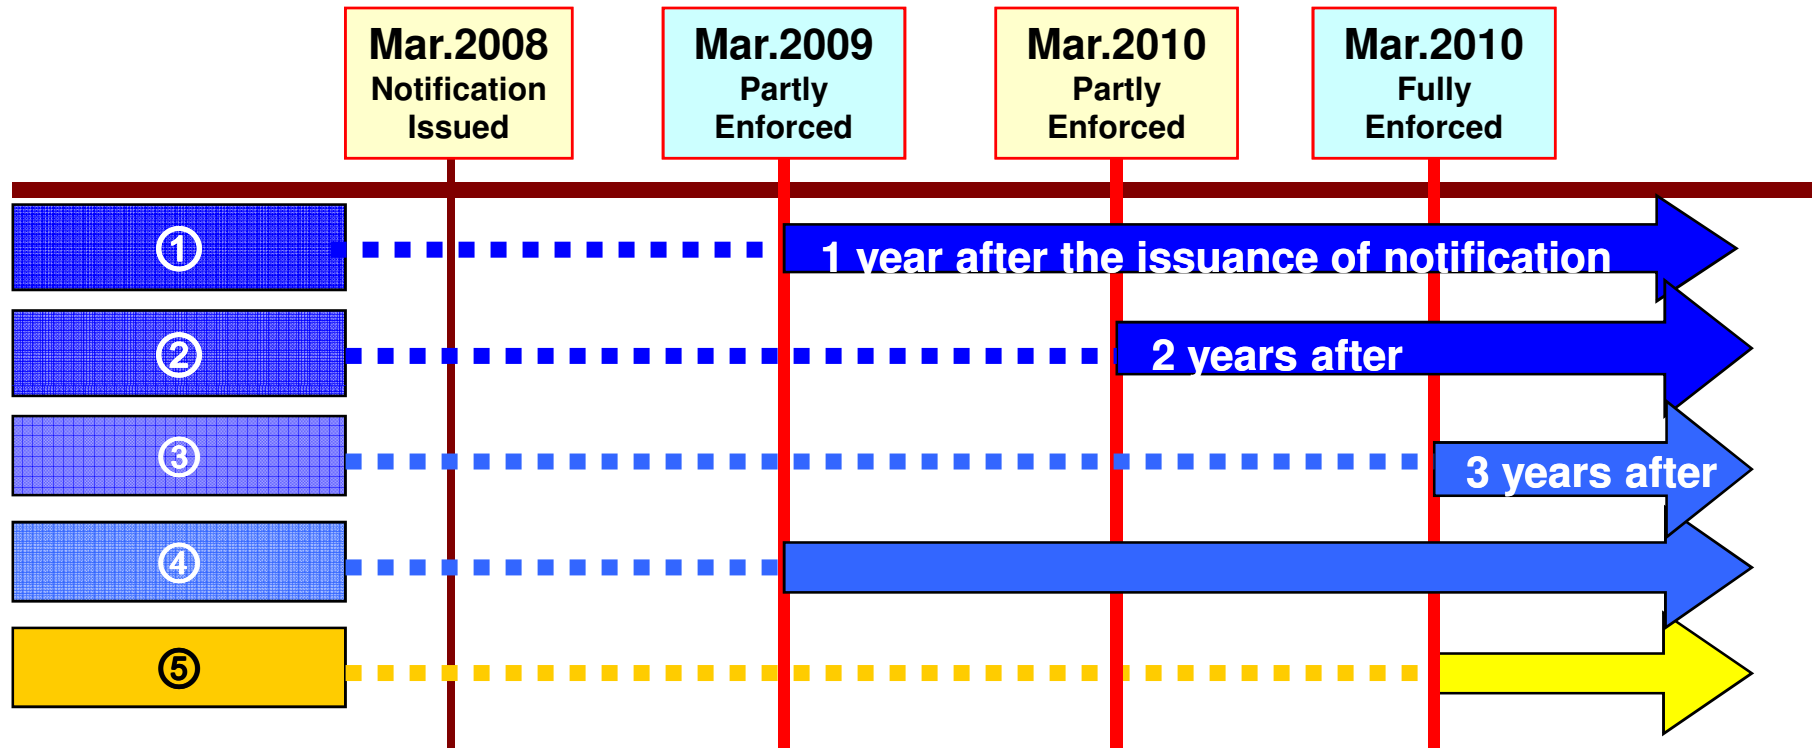 Mar.2008
Notification
Issued
Mar.2009
Partly
Enforced
Mar.2010
Partly
Enforced
Mar.2010
Fully
Enforced
①
1 year after the issuance of notification
②
2 years after
③
3 years after
④
⑤